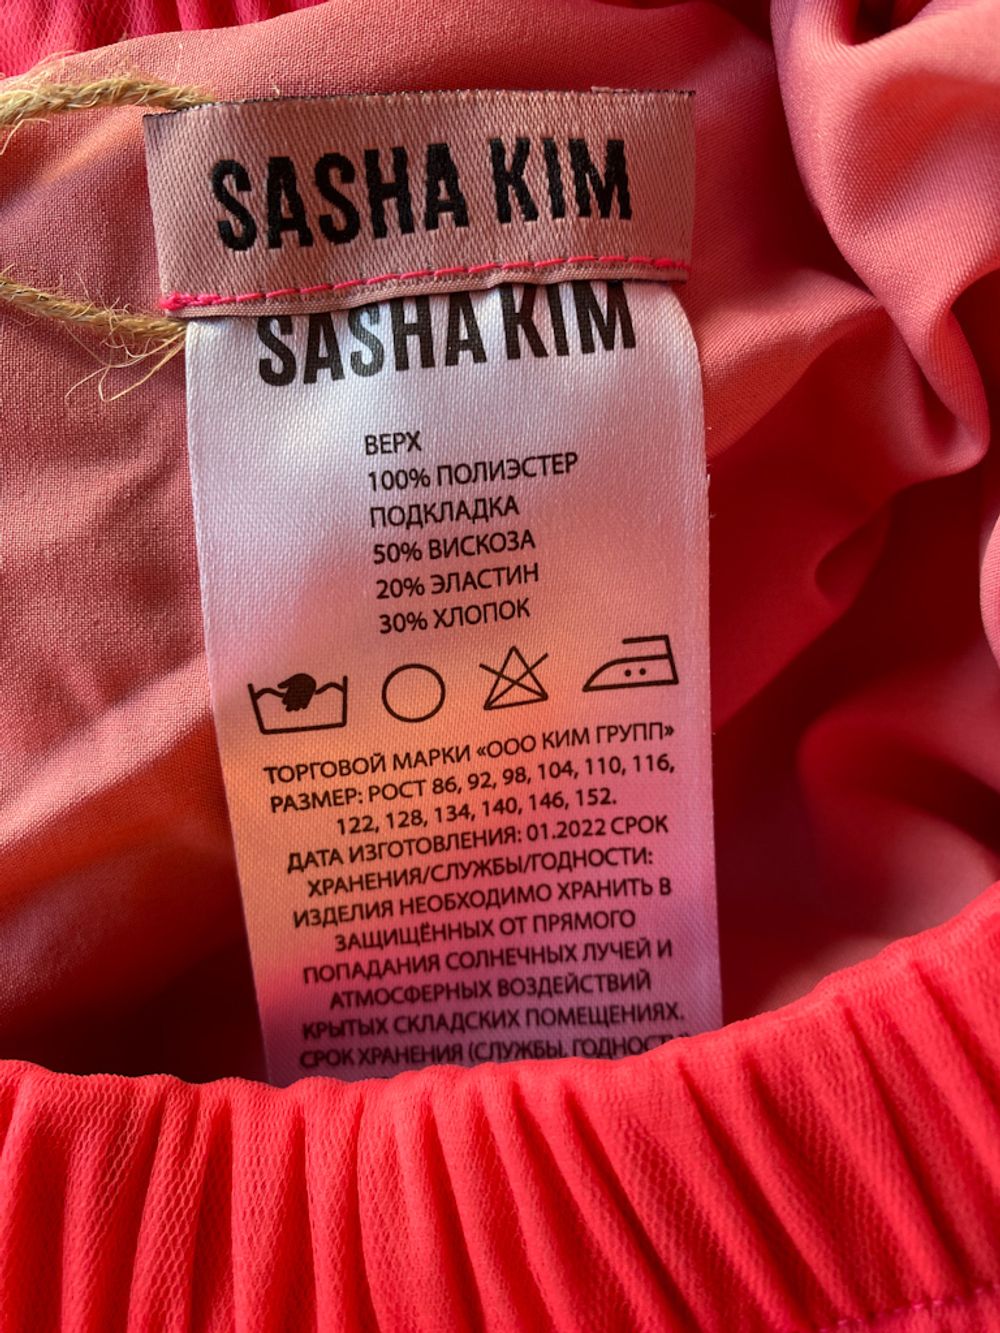 SASHA KIM
SASHA KIM
ВЕРХ
100% ПОЛИЭСТЕР
ПОДКЛАДКА
50% ВИСКОЗА
20% ЭЛАСТИН
30% ХЛОПОК
ТОРГОВОЙ МАРКИ «ООО КИМ ГРУПП»
РАЗМЕР: РОСТ 86, 92, 98, 104, 110, 116,
122, 128, 134, 140, 146, 152.
ДАТА ИЗГОТОВЛЕНИЯ: 01.2022 СРОК
ХРАНЕНИЯ/СЛУЖБЫ/ГОДНОСТИ:
ИЗДЕЛИЯ НЕОБХОДИМО ХРАНИТЬ В
ЗАЩИЩЁННЫХ ОТ ПРЯМОГО
ПОПАДАНИЯ СОЛНЕЧНЫХ ЛУЧЕЙ И
АТМОСФЕРНЫХ ВОЗДЕЙСТВИЙ
КРЫТЫХ СКЛАДСКИХ ПОМЕЩЕНИЯХ.
СРОК ХРАНЕНИЯ (СЛУЖБЫ, ГОДНОСТИ)